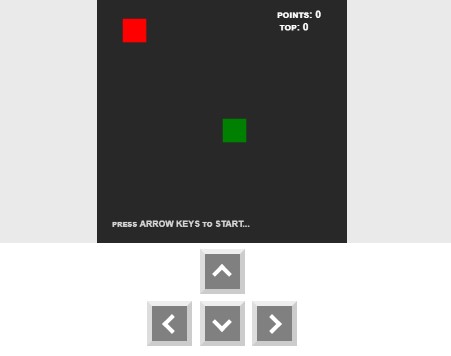 POINTS: 0
TOP: 0
PRESS ARROW KEYS TO START...